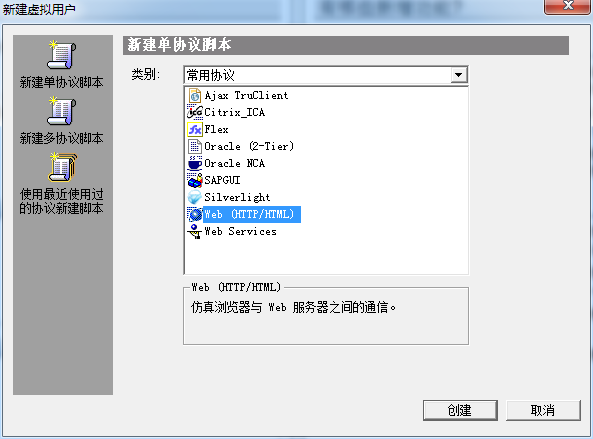 新建虚拟用户
新建单协议脚本
新建多协议脚本
使用最近使用过
的协议新建脚本
新建单协议脚本
类别:
常用协议
Ajax TruClient
Citrix_ICA
Flex
Oracle (2-Tier)
Oracle NCA
SAPGUI
Silverlight
Web (HTTP/HTML)
Web Services
Web (HTTP/HTML)
仿真浏览器与 Web 服务器之间的通信。
创建
取消